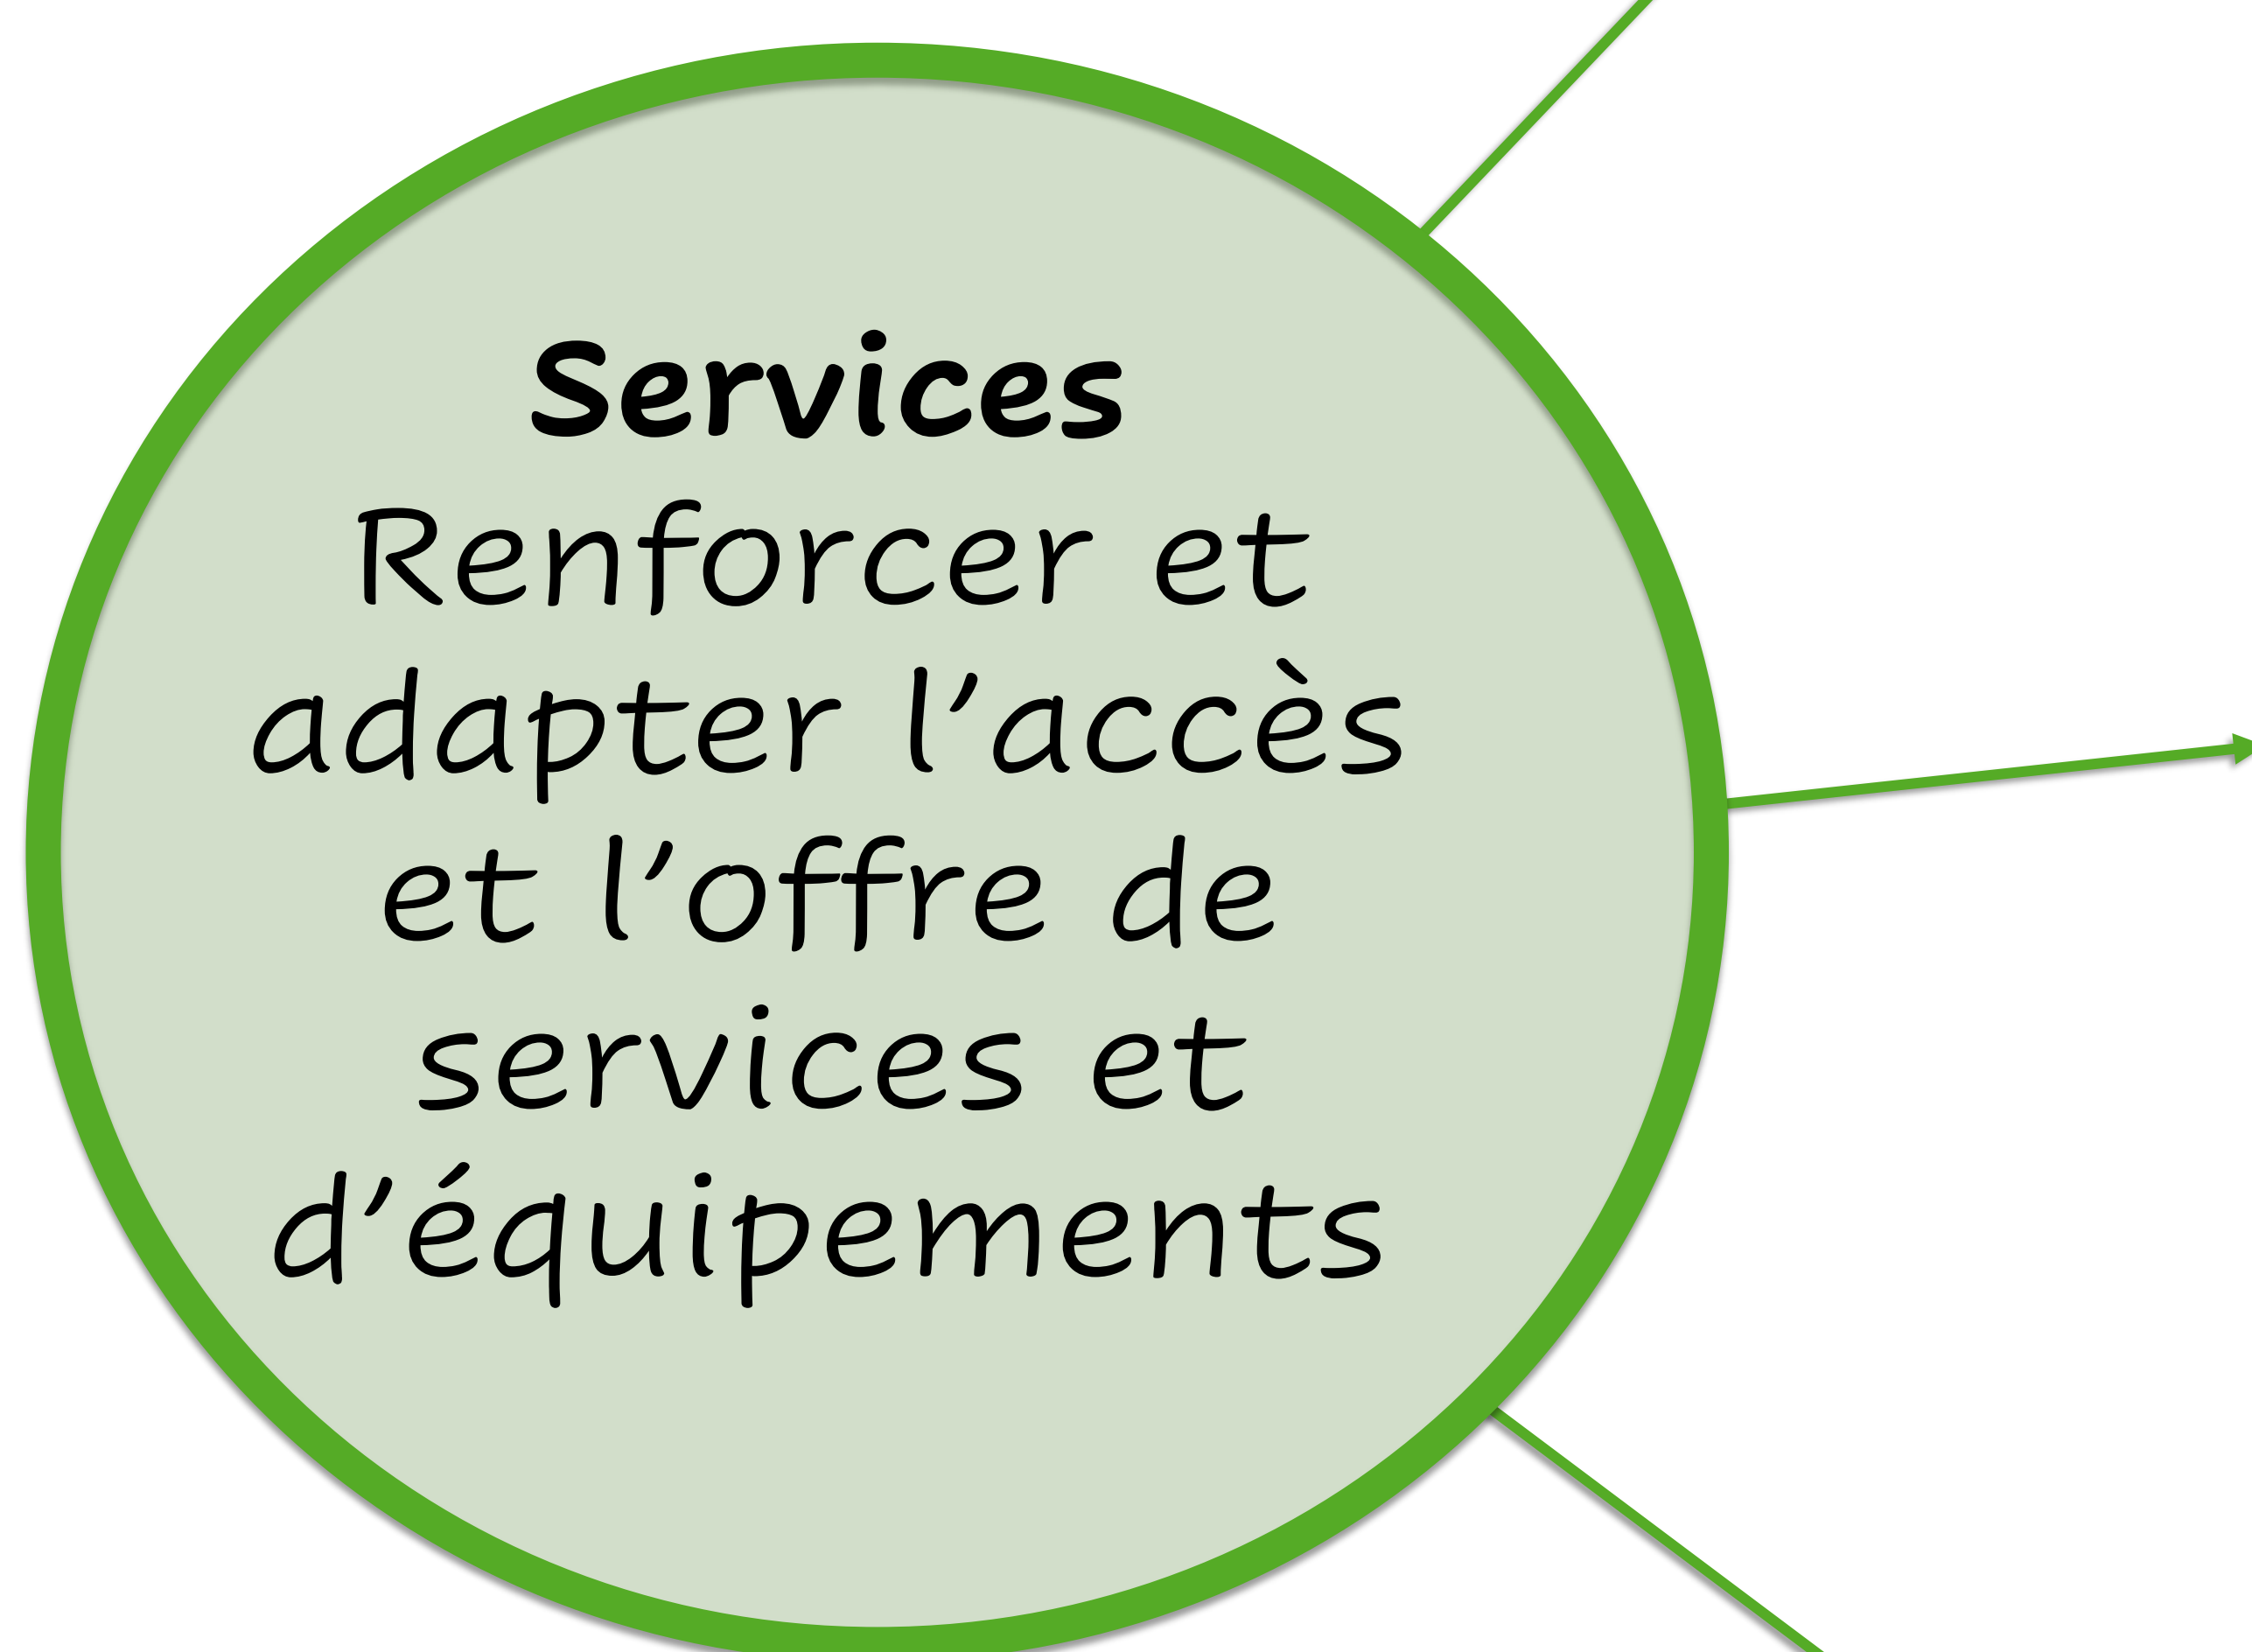 Services
Renforcer et
adapter l’accès
et l’offre de
services et
d’équipements